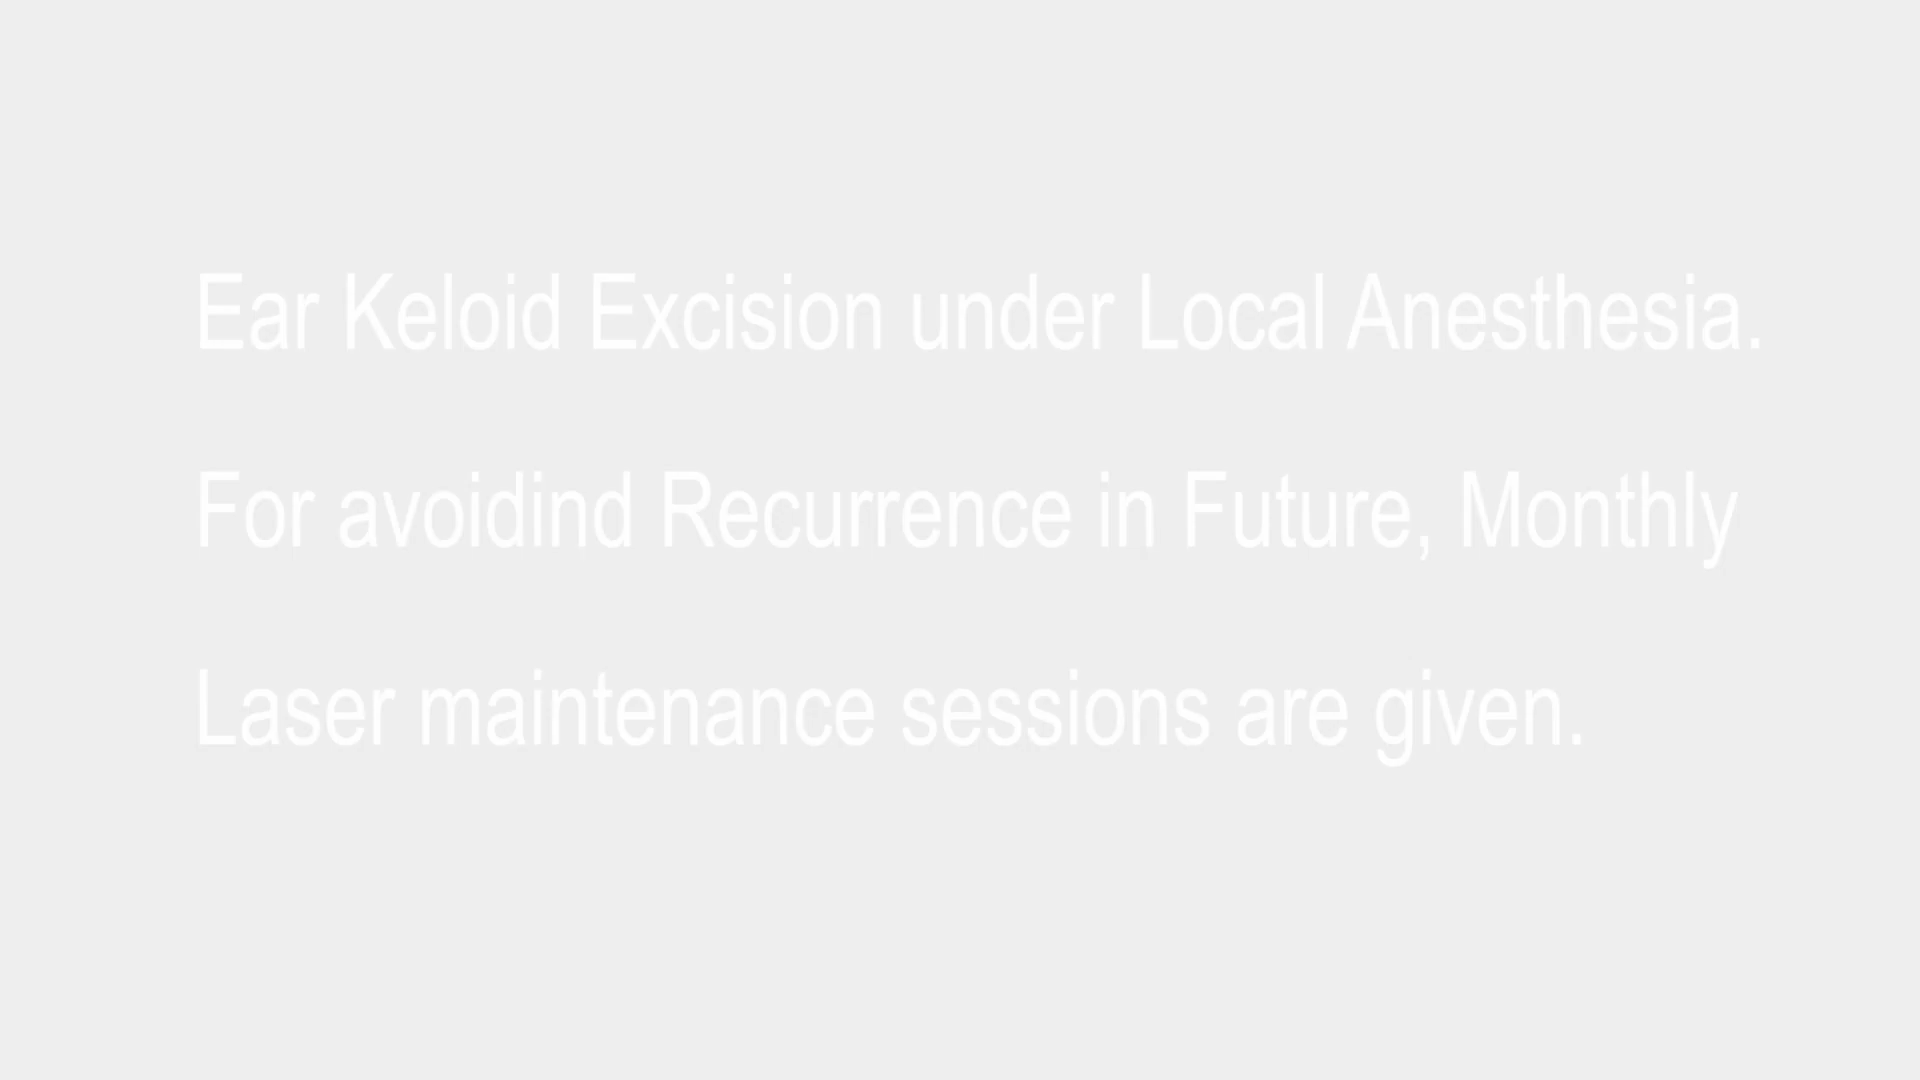 Ear Keloid Excision under Local Anesthesia.
For avoidind Recurrence in Future, Monthly
Laser maintenance sessions are given.